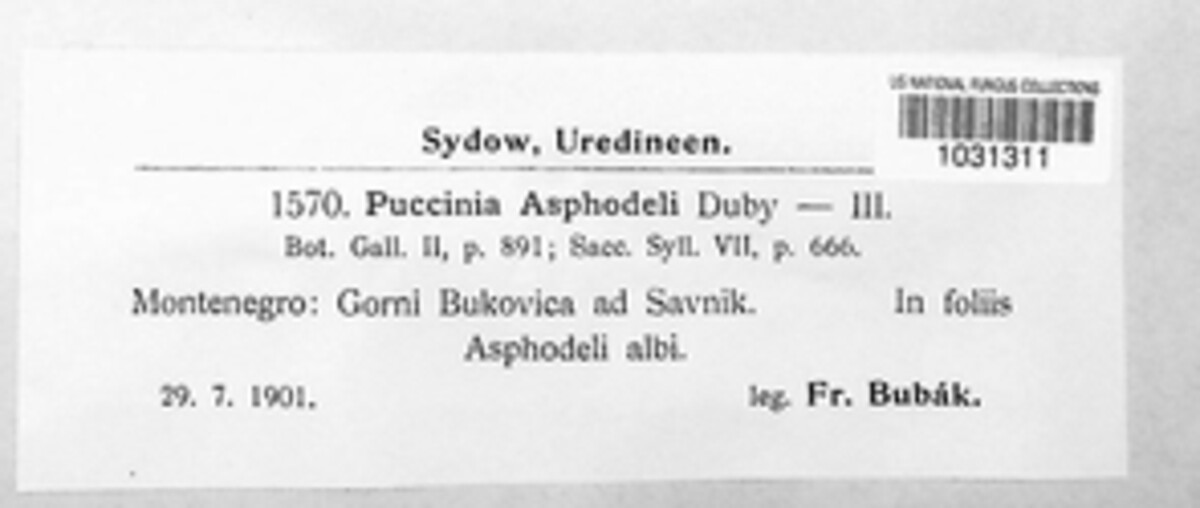 US NATIONAL FUNGUS COLLECTIONS
1031311
Sydow, Uredineen.
1570. Puccinia Asphodeli Duby — III.
Bot. Gall. II, p. 891; Sacc. Syll. VII, p. 666.
Montenegro: Gorni Bukovica ad Savnik. In foliis
Asphodeli albi.
29. 7. 1901. leg. Fr. Bubák.